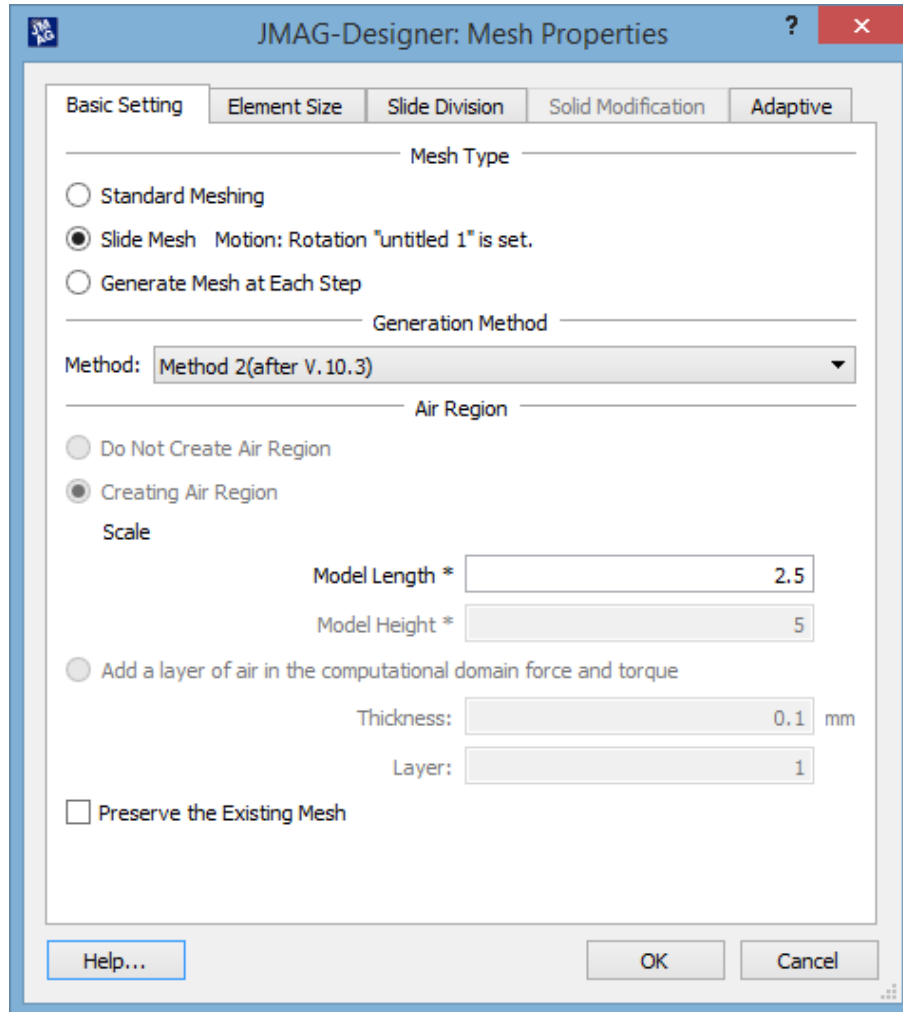 JMAG
JMAG-Designer: Mesh Properties ? ×
Basic Setting Element Size Slide Division Solid Modification Adaptive
Mesh Type
Standard Meshing
Slide Mesh Motion: Rotation "untitled 1" is set.
Generate Mesh at Each Step
Generation Method
Method: Method 2(after V.10.3)
Air Region
Do Not Create Air Region
Creating Air Region
Scale
Model Length * 2.5
Model Height * 5
Add a layer of air in the computational domain force and torque
Thickness: 0.1 mm
Layer: 1
Preserve the Existing Mesh
Help... OK Cancel